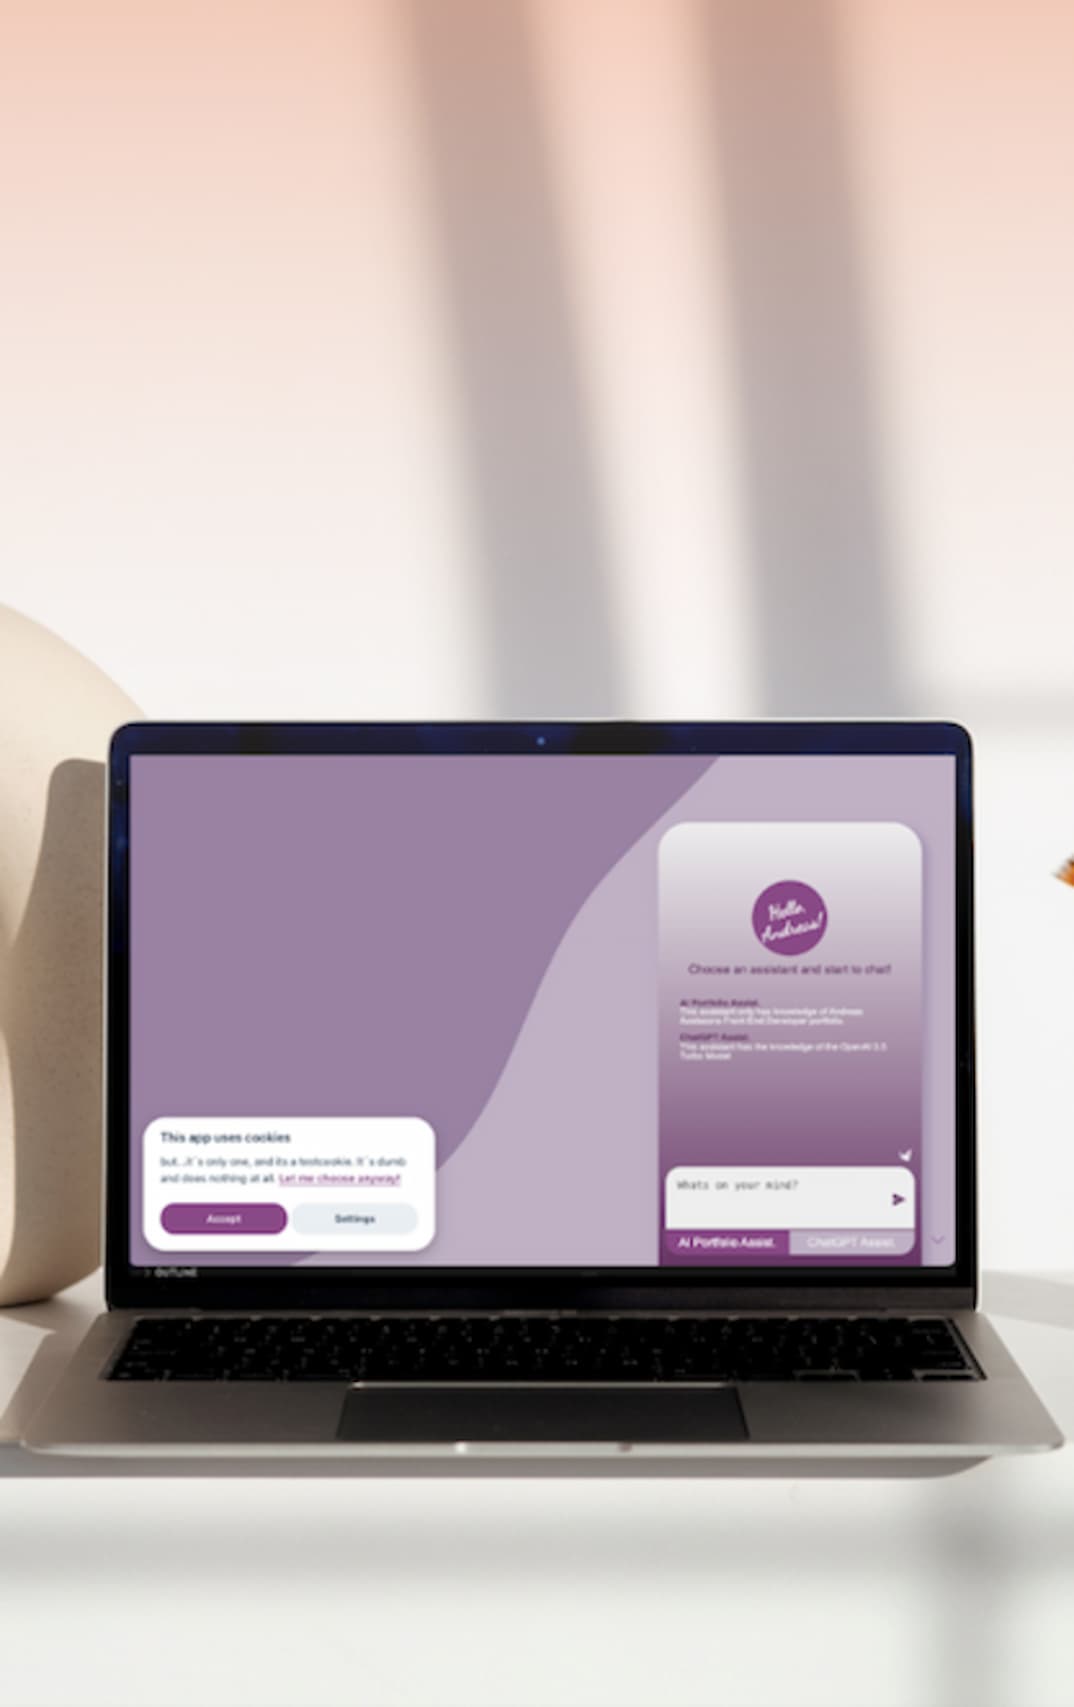 Hello
Andreas!
Choose an assistant and start to chat!
AI Portfolio Assist.
This assistant only has knowledge of Andreas
Front-End Developer portfolio.
ChatGPT Assist.
This assistant has the knowledge of the OpenAI 3.5
Turbo Model
This app uses cookies
but...it´s only one, and its a testcookie. It´s dumb
and does nothing at all. Let me choose anyway!
Accept
Settings
Whats on your mind?
AI Portfolio Assist.
ChatGPT Assist.
OUTLINE